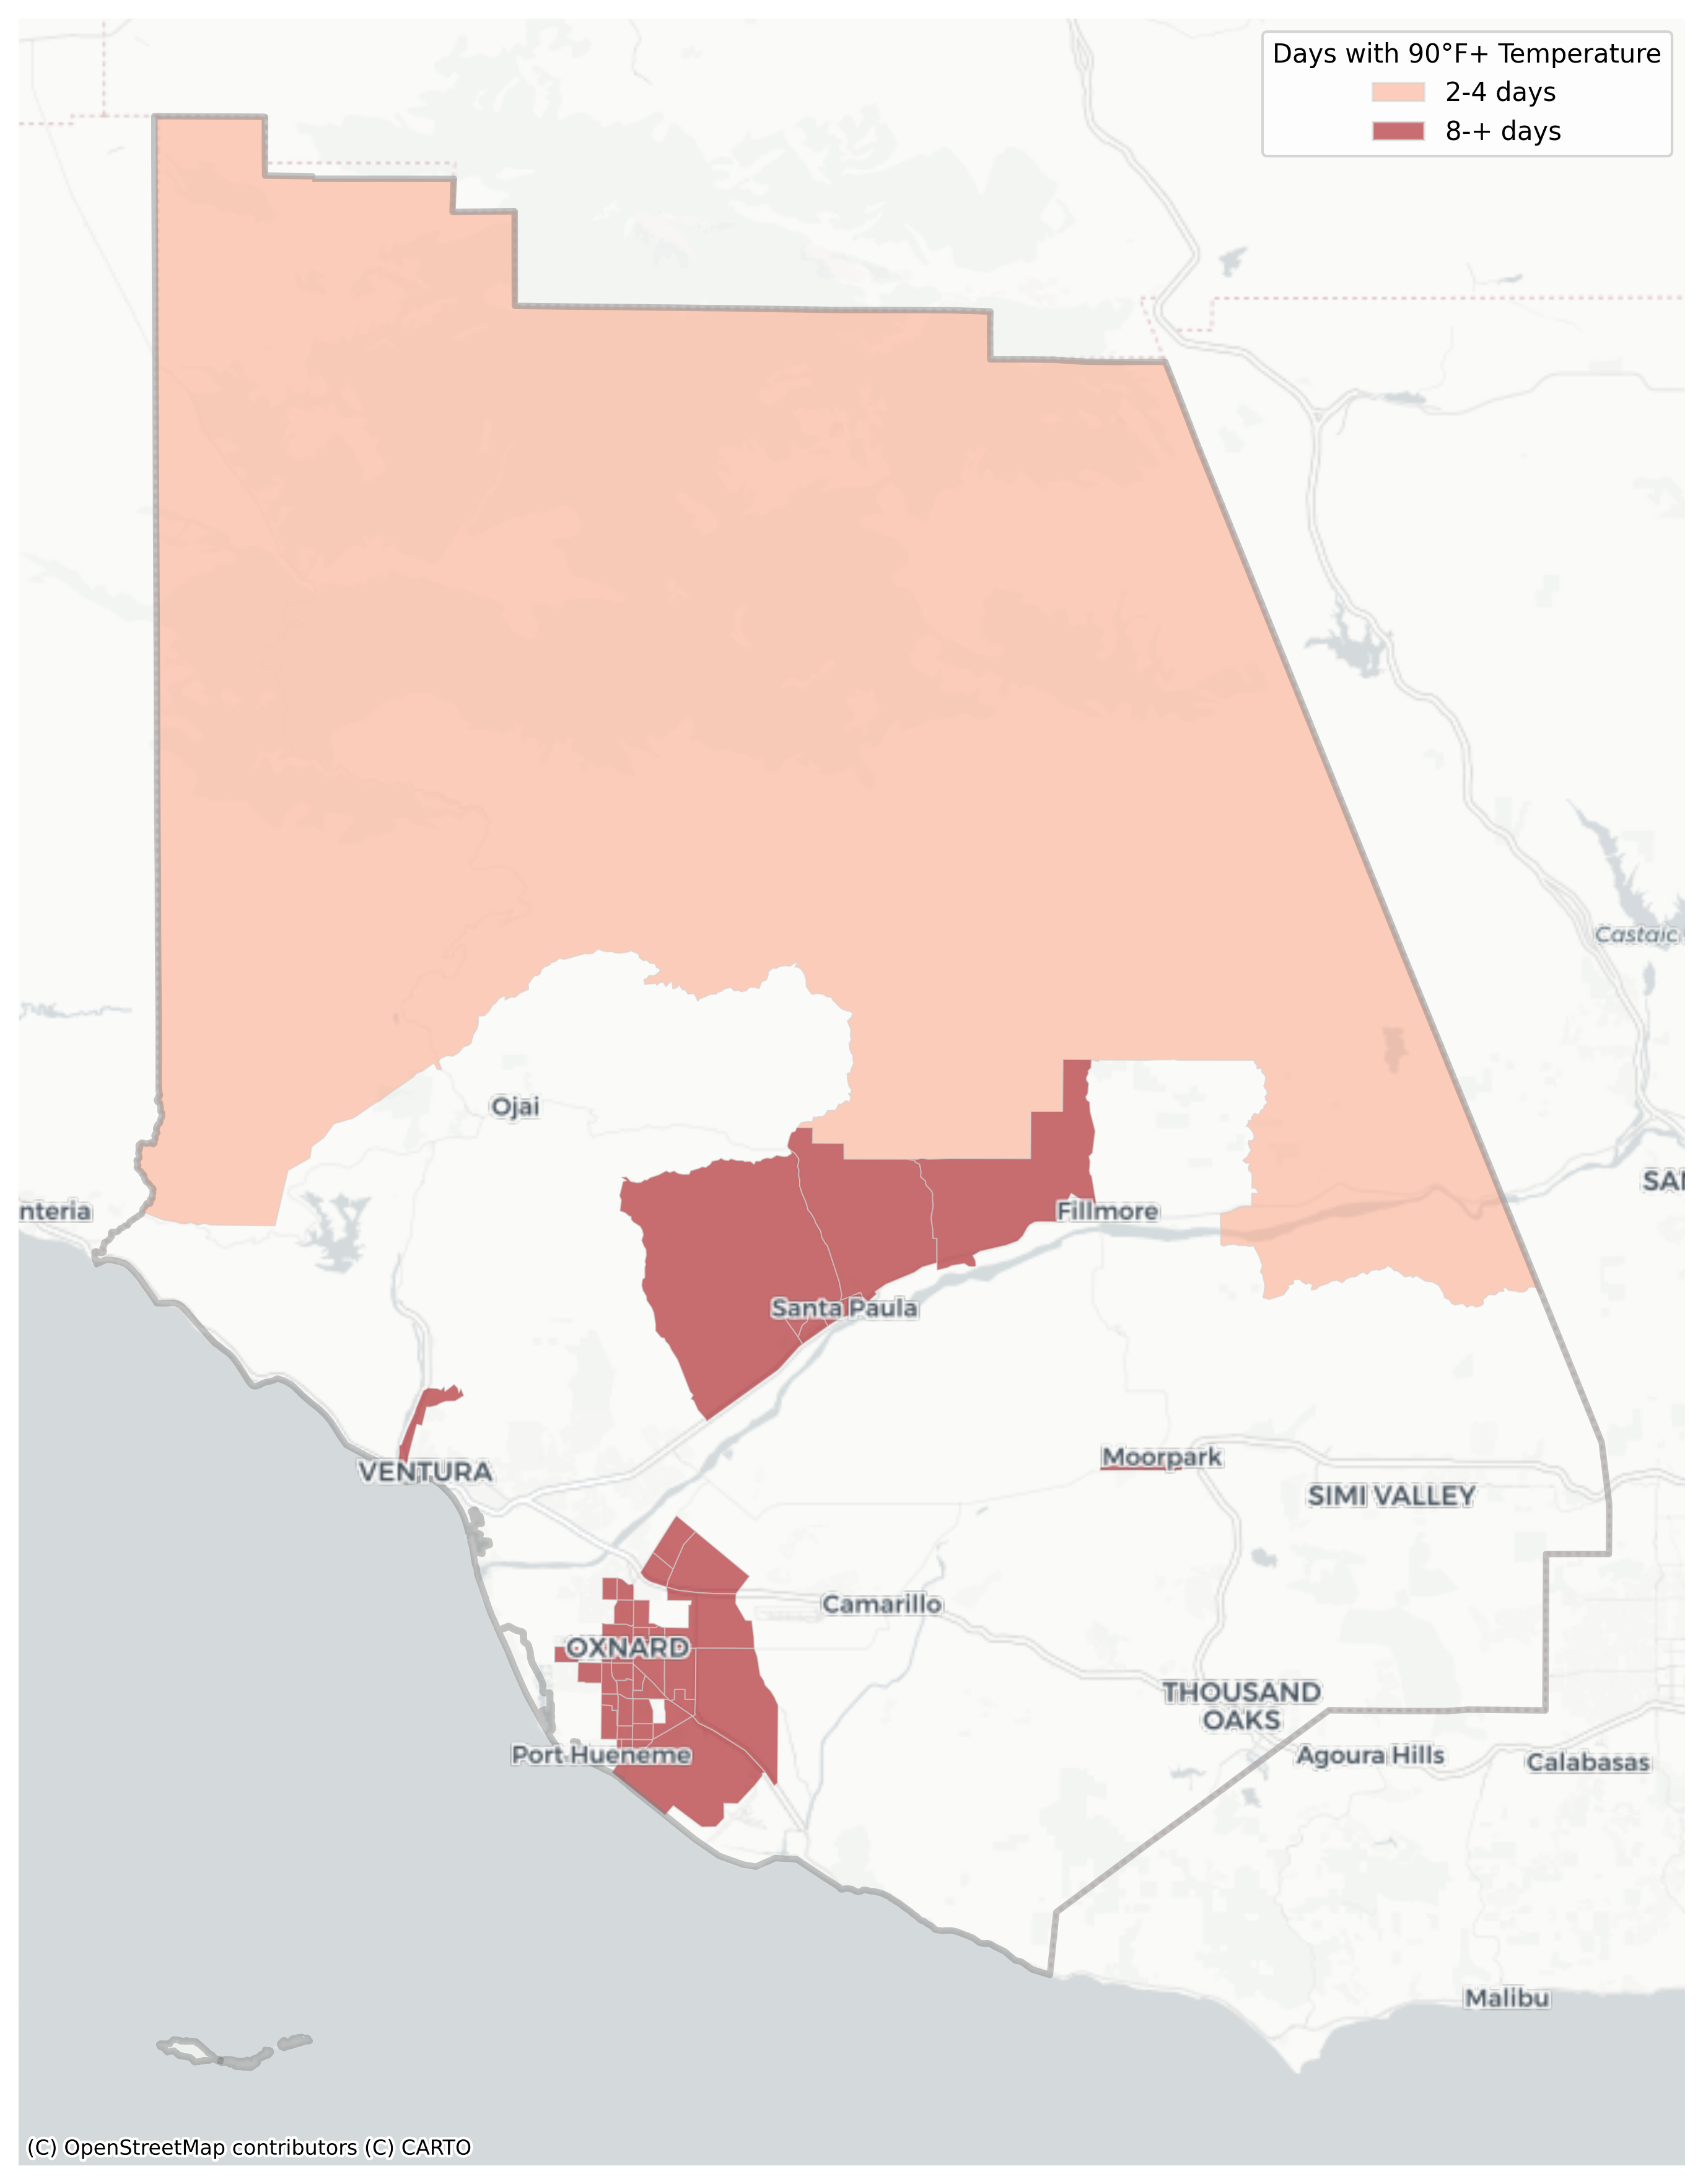 Days with 90°F+ Temperature
2-4 days
8-+ days
Castaic
Ojai
SAN
nteria
Fillmore
Santa Paula
Moorpark
VENTURA
SIMI VALLEY
Camarillo
OXNARD
THOUSAND
OAKS
Port Hueneme
Agoura Hills
Calabasas
Malibu
(C) OpenStreetMap contributors (C) CARTO